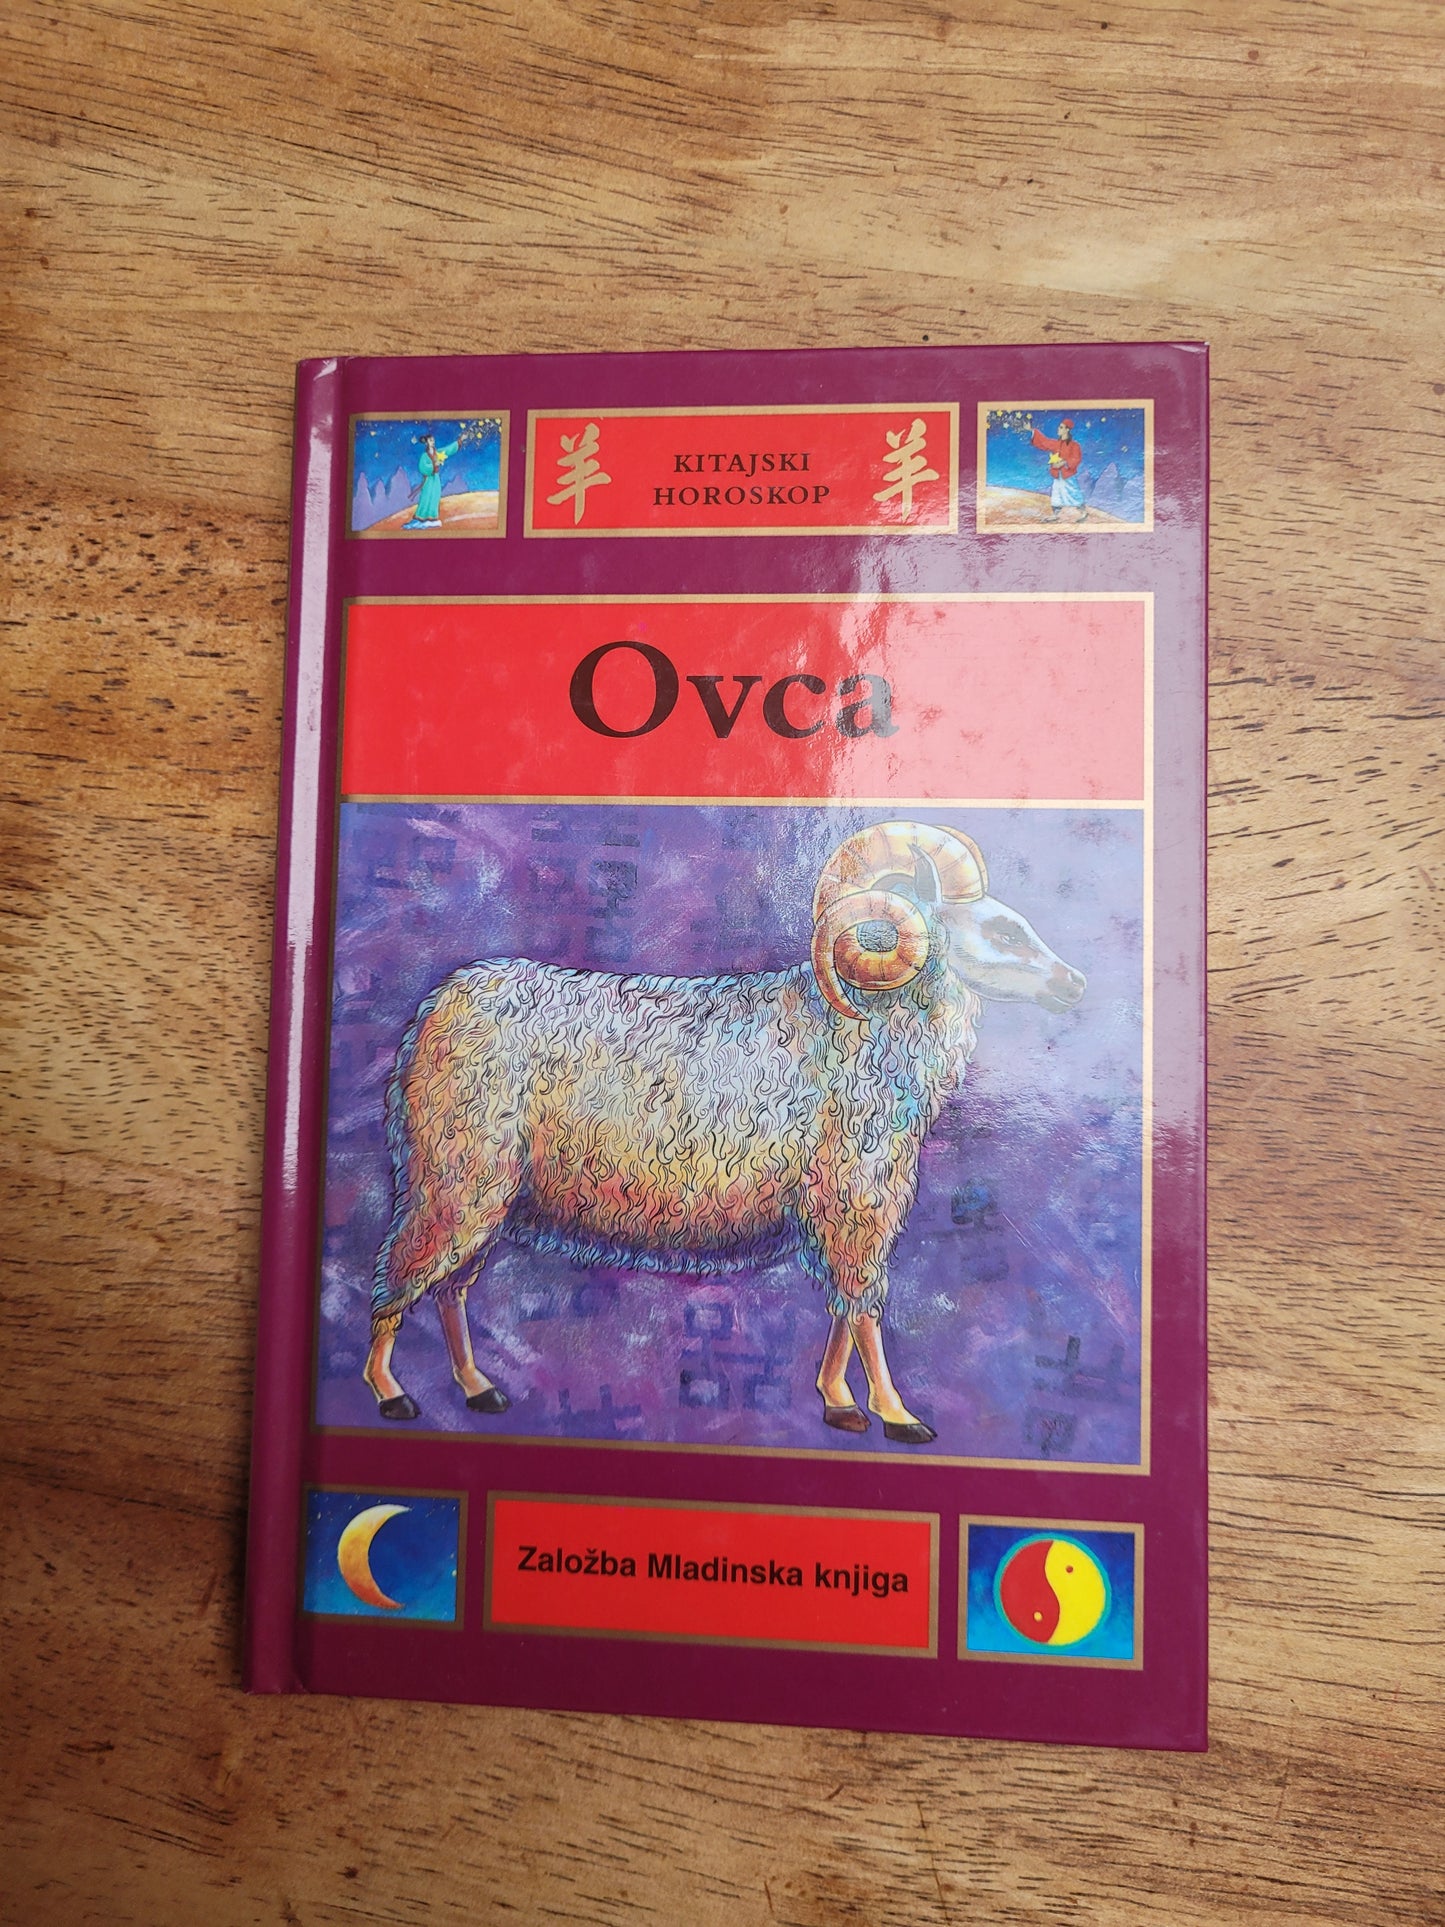 羊 KITAJSKI 羊
HOROSKOP
Ovca
Založba Mladinska knjiga